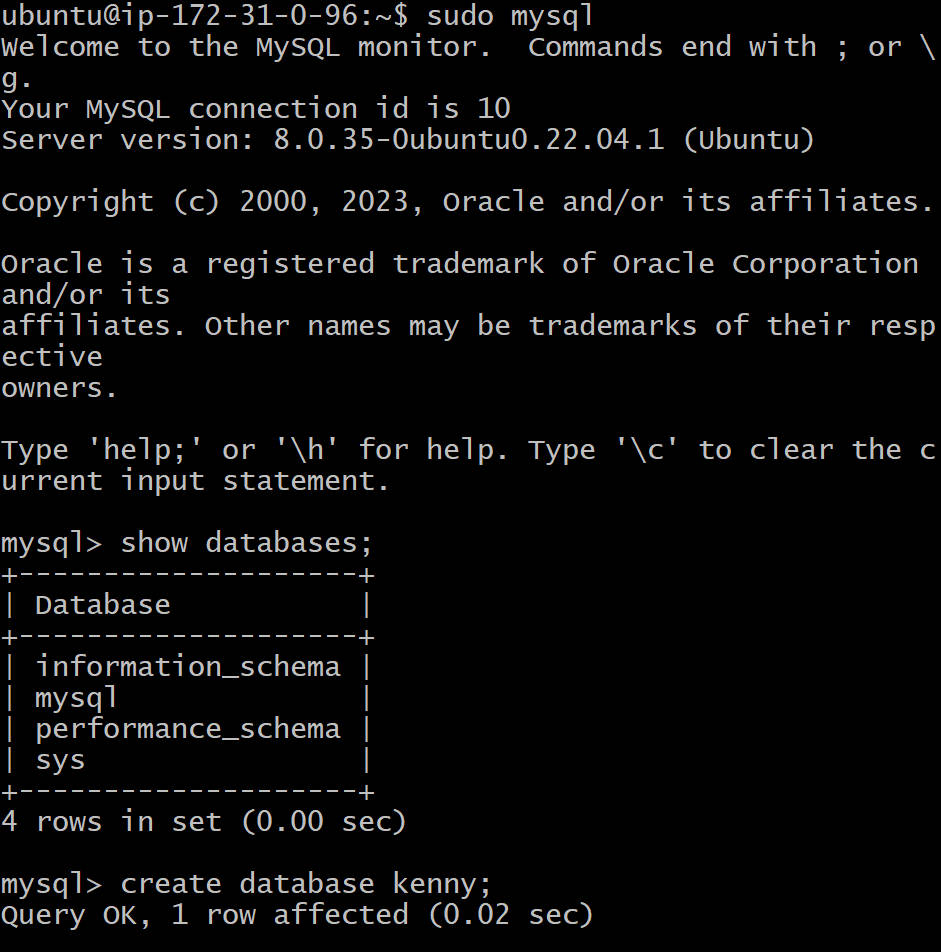 ubuntu@ip-172-31-0-96:~$ sudo mysql
Welcome to the MySQL monitor.  Commands end with ; or \
g.
Your MySQL connection id is 10
Server version: 8.0.35-0ubuntu0.22.04.1 (Ubuntu)

Copyright (c) 2000, 2023, Oracle and/or its affiliates.

Oracle is a registered trademark of Oracle Corporation
and/or its
affiliates. Other names may be trademarks of their resp
ective
owners.

Type 'help;' or '\h' for help. Type '\c' to clear the c
urrent input statement.

mysql> show databases;
+--------------------+
| Database           |
+--------------------+
| information_schema |
| mysql              |
| performance_schema |
| sys                |
+--------------------+
4 rows in set (0.00 sec)

mysql> create database kenny;
Query OK, 1 row affected (0.02 sec)